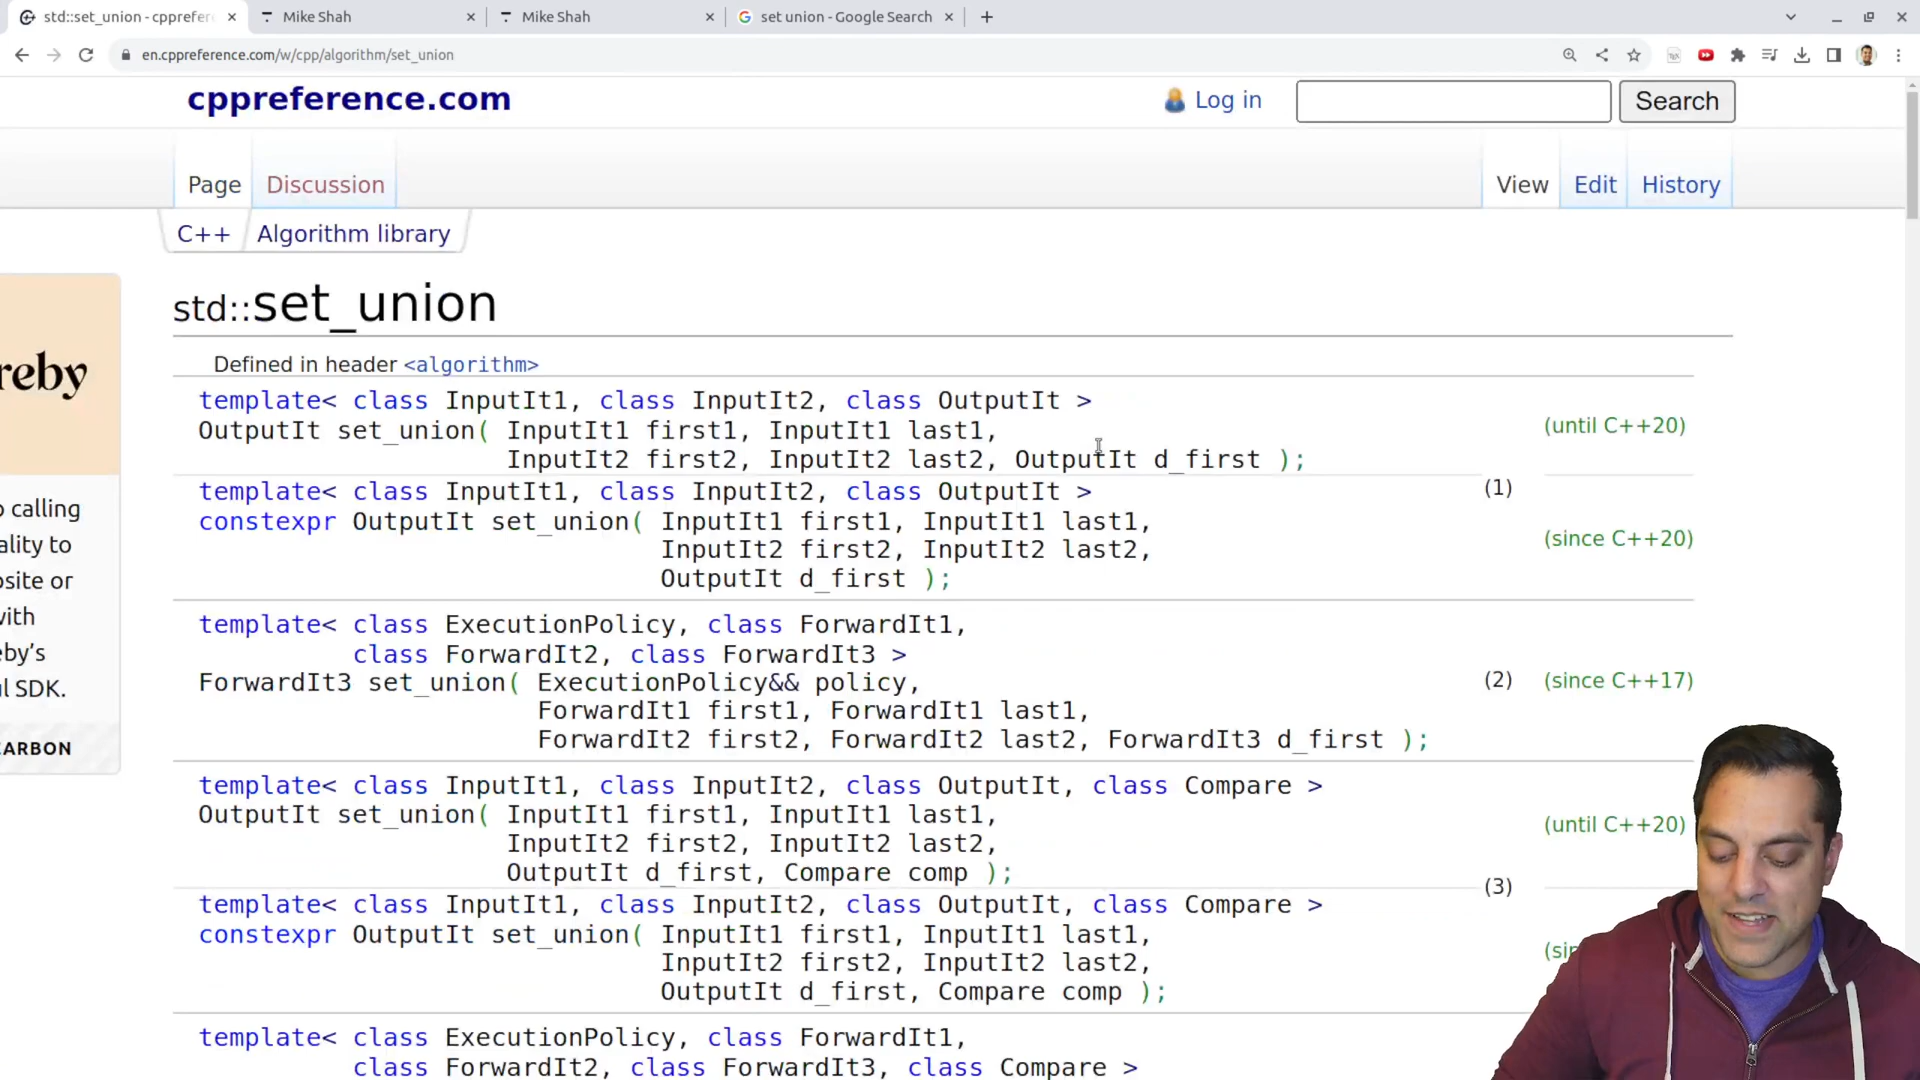 std::set_union - cpprefere
Mike Shah
Mike Shah
set union - Google Search
en.cppreference.com/w/cpp/algorithm/set_union
cppreference.com
Log in
Search
Page
Discussion
View
Edit
History
C++
Algorithm library
std::set_union
Defined in header <algorithm>
template< class InputIt1, class InputIt2, class OutputIt >
OutputIt set_union( InputIt1 first1, InputIt1 last1,
InputIt2 first2, InputIt2 last2, OutputIt d_first );
(until C++20)
template< class InputIt1, class InputIt2, class OutputIt >
constexpr OutputIt set_union( InputIt1 first1, InputIt1 last1,
InputIt2 first2, InputIt2 last2,
OutputIt d_first );
(1)
(since C++20)
template< class ExecutionPolicy, class ForwardIt1,
class ForwardIt2, class ForwardIt3 >
ForwardIt3 set_union( ExecutionPolicy&& policy,
ForwardIt1 first1, ForwardIt1 last1,
ForwardIt2 first2, ForwardIt2 last2, ForwardIt3 d_first );
(2)
(since C++17)
template< class InputIt1, class InputIt2, class OutputIt, class Compare >
OutputIt set_union( InputIt1 first1, InputIt1 last1,
InputIt2 first2, InputIt2 last2,
OutputIt d_first, Compare comp );
(until C++20)
template< class InputIt1, class InputIt2, class OutputIt, class Compare >
constexpr OutputIt set_union( InputIt1 first1, InputIt1 last1,
InputIt2 first2, InputIt2 last2,
OutputIt d_first, Compare comp );
(3)
(sin
template< class ExecutionPolicy, class ForwardIt1,
class ForwardIt2, class ForwardIt3, class Compare >
reby
o calling
ality to
osite or
with
eby's
l SDK.
CARBON